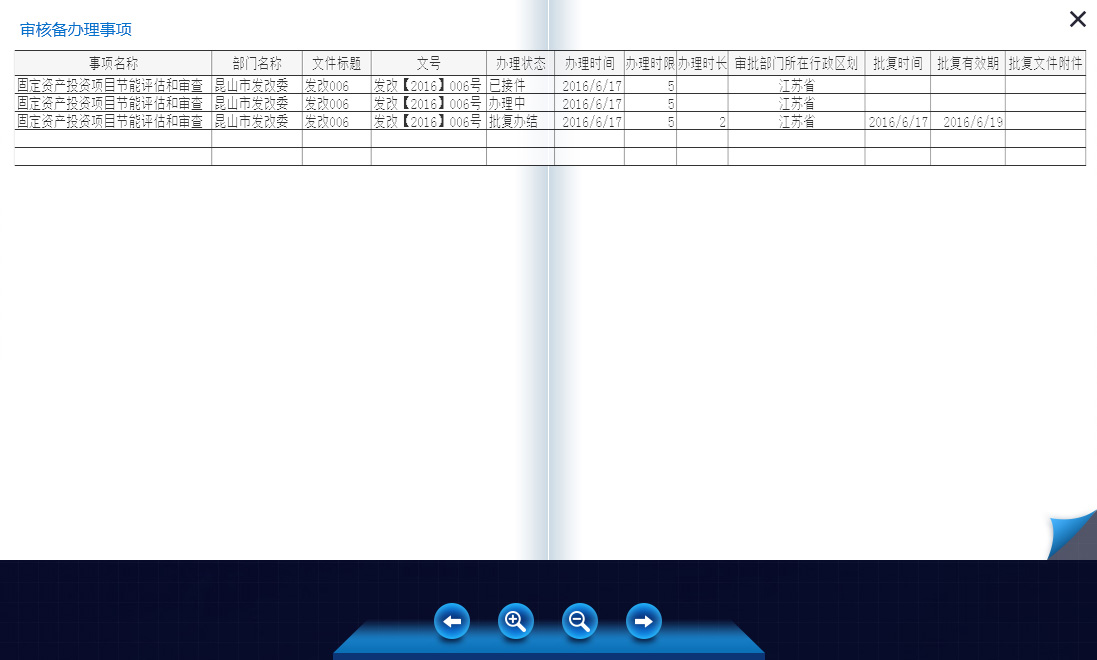 审核备办理事项
事项名称 部门名称 文件标题 文号 办理状态 办理时间 办理时限 办理时长 审批部门所在行政区划 批复时间 批复有效期 批复文件附件
固定资产投资项目节能评估和审查 昆山市发改委 发改006 发改【2016】006号 已接件 2016/6/17 5 江苏省
固定资产投资项目节能评估和审查 昆山市发改委 发改006 发改【2016】006号 办理中 2016/6/17 5 江苏省
固定资产投资项目节能评估和审查 昆山市发改委 发改006 发改【2016】006号 批复办结 2016/6/17 5 2 江苏省 2016/6/17 2016/6/19